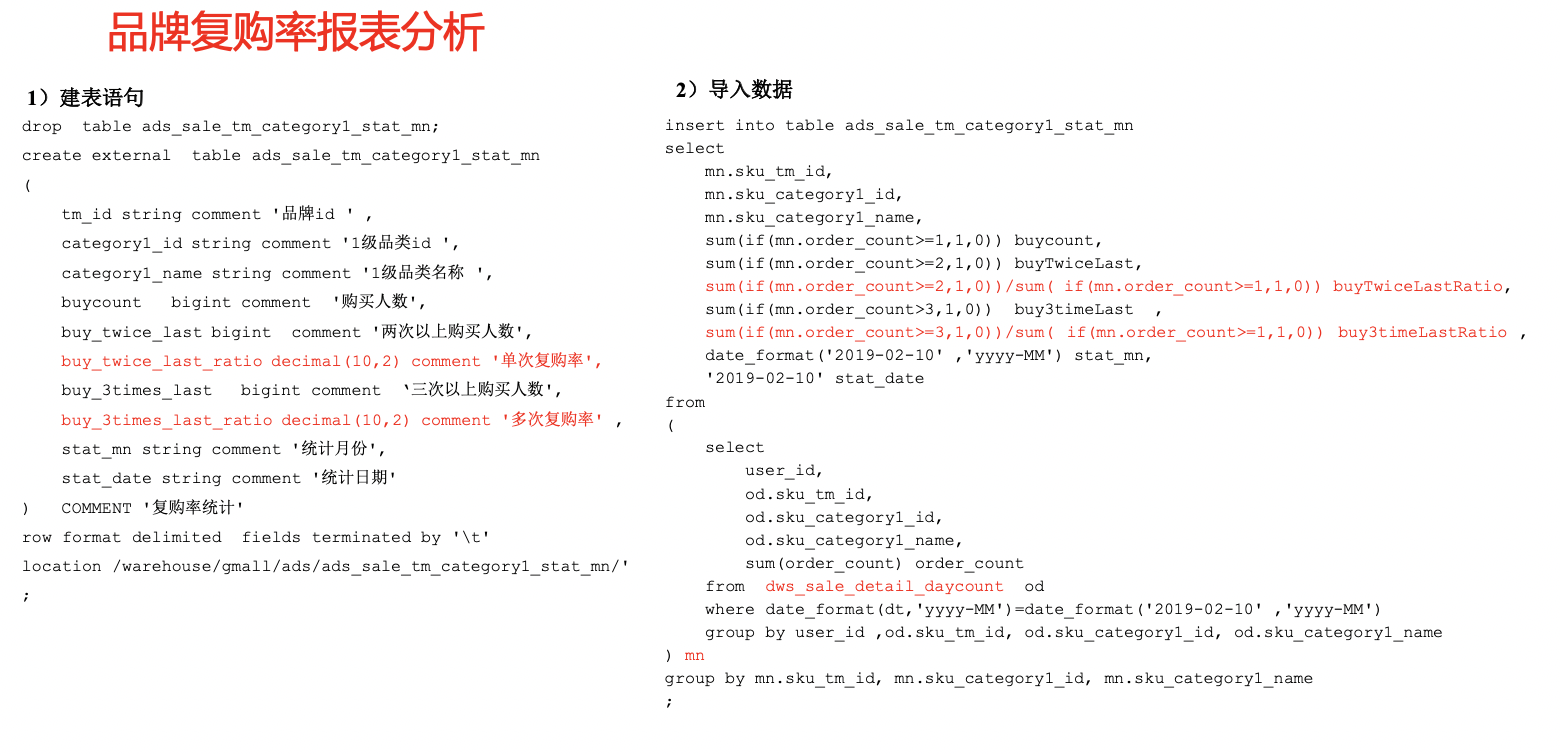 品牌复购率报表分析
1）建表语句
drop  table ads_sale_tm_category1_stat_mn;
create external  table ads_sale_tm_category1_stat_mn
(
    tm_id string comment '品牌id ' ,
    category1_id string comment '1级品类id ',
    category1_name string comment '1级品类名称 ',
    buycount   bigint comment  '购买人数',
    buy_twice_last bigint  comment '两次以上购买人数',
    buy_twice_last_ratio decimal(10,2) comment '单次复购率',
    buy_3times_last   bigint comment  '三次以上购买人数',
    buy_3times_last_ratio decimal(10,2) comment '多次复购率' ,
    stat_mn string comment '统计月份',
    stat_date string comment '统计日期'
)   COMMENT '复购率统计'
row format delimited  fields terminated by '\t'
location /warehouse/gmall/ads/ads_sale_tm_category1_stat_mn/'
;
2）导入数据
insert into table ads_sale_tm_category1_stat_mn
select
    mn.sku_tm_id,
    mn.sku_category1_id,
    mn.sku_category1_name,
    sum(if(mn.order_count>=1,1,0)) buycount,
    sum(if(mn.order_count>=2,1,0)) buyTwiceLast,
    sum(if(mn.order_count>=2,1,0))/sum( if(mn.order_count>=1,1,0)) buyTwiceLastRatio,
    sum(if(mn.order_count>3,1,0))  buy3timeLast  ,
    sum(if(mn.order_count>=3,1,0))/sum( if(mn.order_count>=1,1,0)) buy3timeLastRatio ,
    date_format('2019-02-10' ,'yyyy-MM') stat_mn,
    '2019-02-10' stat_date
from
(
    select
        user_id,
        od.sku_tm_id,
        od.sku_category1_id,
        od.sku_category1_name,
        sum(order_count) order_count
    from  dws_sale_detail_daycount  od
    where date_format(dt,'yyyy-MM')=date_format('2019-02-10' ,'yyyy-MM')
    group by user_id ,od.sku_tm_id, od.sku_category1_id, od.sku_category1_name
) mn
group by mn.sku_tm_id, mn.sku_category1_id, mn.sku_category1_name
;